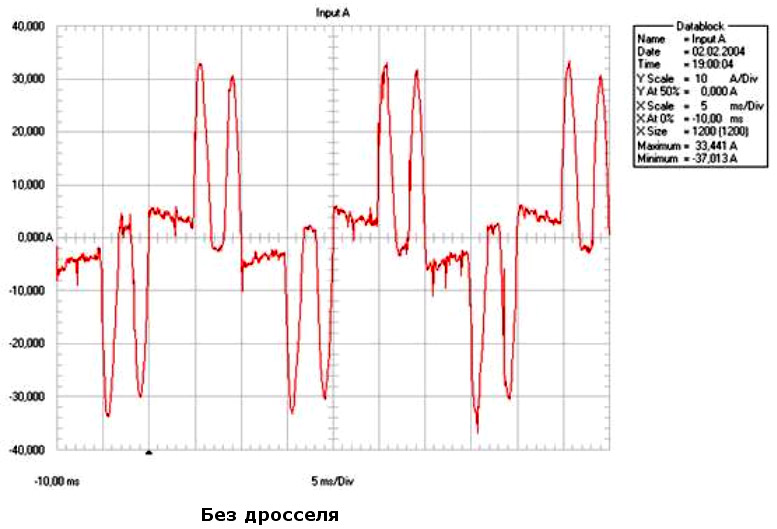 Input A
40,000
30,000
20,000
10,000
0,000 A
-10,000
-20,000
-30,000
-40,000
-10,00 ms
5 ms/Div
Datablock
Name = Input A
Date = 02.02.2004
Time = 19:00:04
Y Scale = 10 A/Div
Y At 50% = 0,000 A
X Scale = 5 ms/Div
X At 0% = -10,00 ms
X Size = 1200 (1200)
Maximum = 33,441 A
Minimum = -37,013 A
Без дросселя